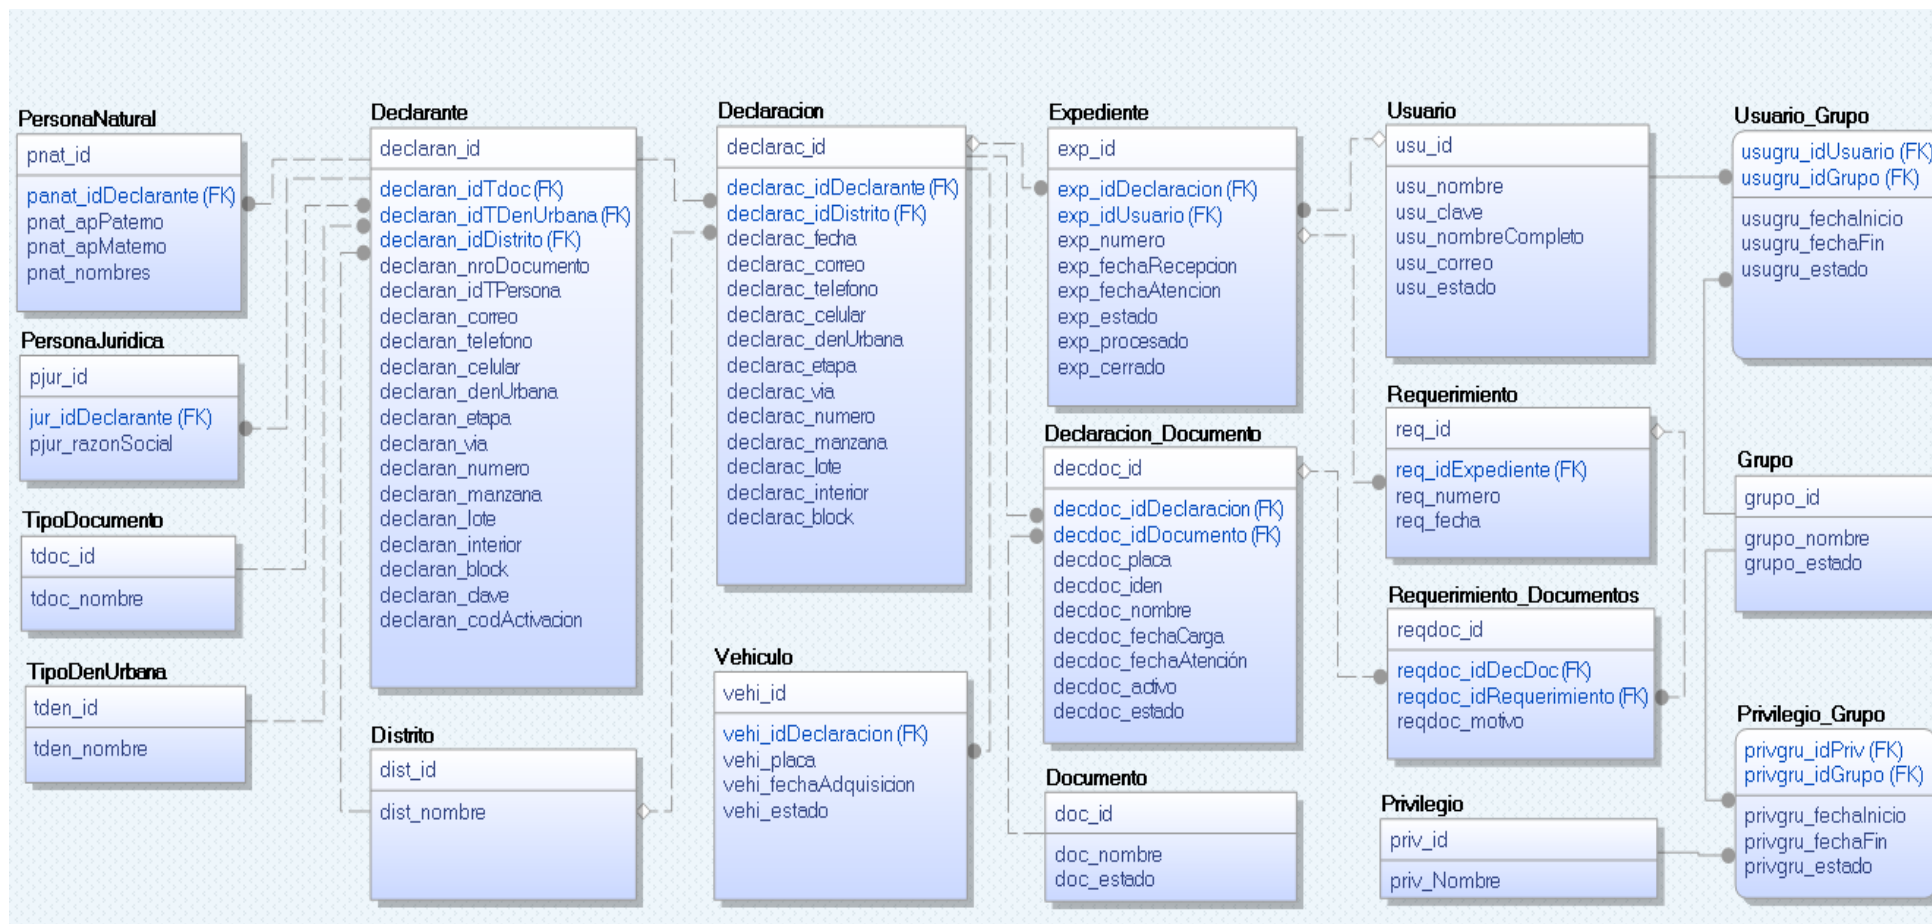 PersonaNatural
pnat_id
panat_idDeclarante (FK)
pnat_apPaterno
pnat_apMaterno
pnat_nombres
PersonaJuridica
pjur_id
jur_idDeclarante (FK)
pjur_razonSocial
TipoDocumento
tdoc_id
tdoc_nombre
TipoDenUrbana
tden_id
tden_nombre
Declarante
declaran_id
declaran_idTdoc (FK)
declaran_idTDenUrbana (FK)
declaran_idDistrito (FK)
declaran_nroDocumento
declaran_idTPersona
declaran_correo
declaran_telefono
declaran_celular
declaran_denUrbana
declaran_etapa
declaran_via
declaran_numero
declaran_manzana
declaran_lote
declaran_interior
declaran_block
declaran_clave
declaran_codActivacion
Distrito
dist_id
dist_nombre
Declaracion
declarac_id
declarac_idDeclarante (FK)
declarac_idDistrito (FK)
declarac_fecha
declarac_correo
declarac_telefono
declarac_celular
declarac_denUrbana
declarac_etapa
declarac_via
declarac_numero
declarac_manzana
declarac_lote
declarac_interior
declarac_block
Vehiculo
vehi_id
vehi_idDeclaracion (FK)
vehi_placa
vehi_fechaAdquisicion
vehi_estado
Expediente
exp_id
exp_idDeclaracion (FK)
exp_idUsuario (FK)
exp_numero
exp_fechaRecepcion
exp_fechaAtencion
exp_estado
exp_procesado
exp_cerrado
Declaracion_Documento
decdoc_id
decdoc_idDeclaracion (FK)
decdoc_idDocumento (FK)
decdoc_placa
decdoc_iden
decdoc_nombre
decdoc_fechaCarga
decdoc_fechaAtención
decdoc_activo
decdoc_estado
Documento
doc_id
doc_nombre
doc_estado
Usuario
usu_id
usu_nombre
usu_clave
usu_nombreCompleto
usu_correo
usu_estado
Requerimiento
req_id
req_idExpediente (FK)
req_numero
req_fecha
Requerimiento_Documentos
reqdoc_id
reqdoc_idDecDoc (FK)
reqdoc_idRequerimiento (FK)
reqdoc_motivo
Privilegio
priv_id
priv_Nombre
Usuario_Grupo
usugru_idUsuario (FK)
usugru_idGrupo (FK)
usugru_fechaInicio
usugru_fechaFin
usugru_estado
Grupo
grupo_id
grupo_nombre
grupo_estado
Privilegio_Grupo
privgru_idPriv (FK)
privgru_idGrupo (FK)
privgru_fechaInicio
privgru_fechaFin
privgru_estado